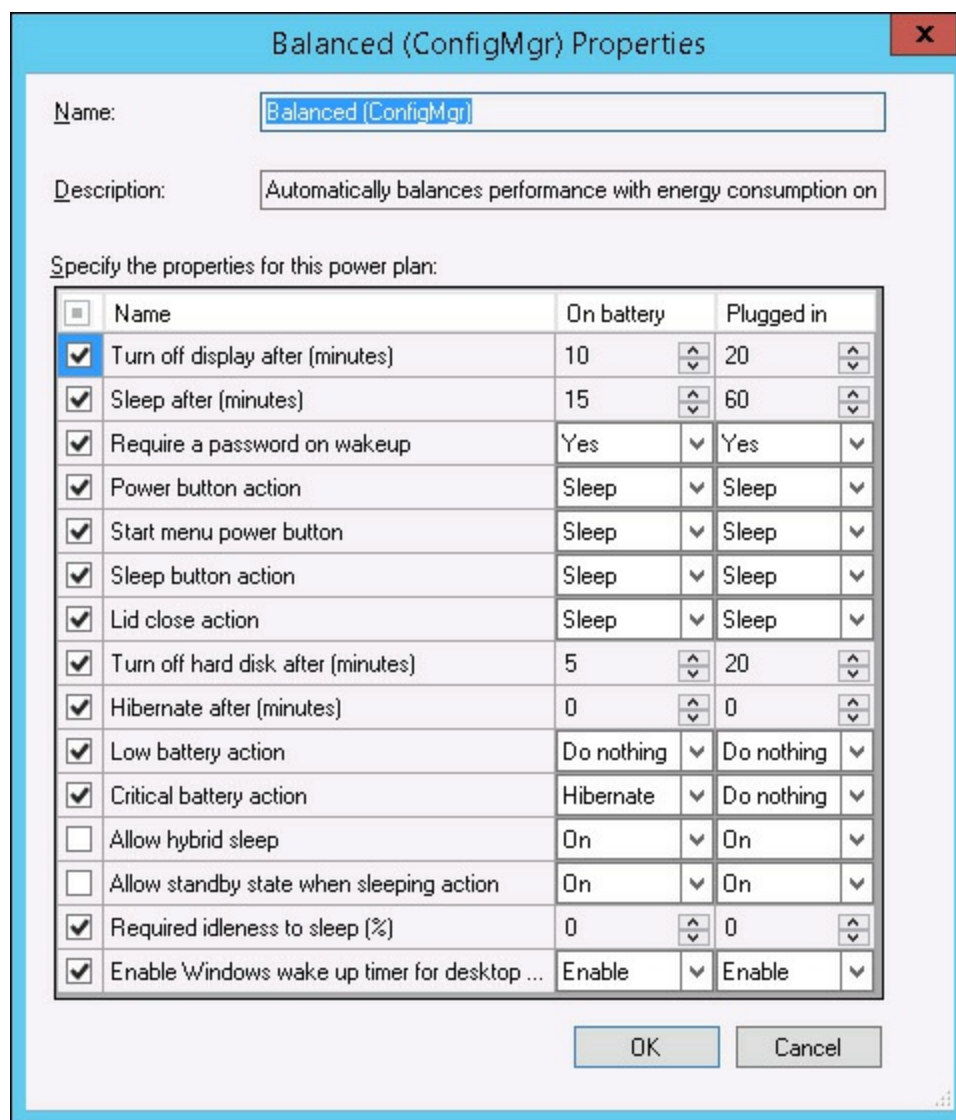 Balanced (ConfigMgr) Properties
x
Name: Balanced (ConfigMgr)
Description: Automatically balances performance with energy consumption on
Specify the properties for this power plan:
Name On battery Plugged in
Turn off display after (minutes) 10 20
Sleep after (minutes) 15 60
Require a password on wakeup Yes Yes
Power button action Sleep Sleep
Start menu power button Sleep Sleep
Sleep button action Sleep Sleep
Lid close action Sleep Sleep
Turn off hard disk after (minutes) 5 20
Hibernate after (minutes) 0 0
Low battery action Do nothing Do nothing
Critical battery action Hibernate Do nothing
Allow hybrid sleep On On
Allow standby state when sleeping action On On
Required idleness to sleep (%) 0 0
Enable Windows wake up timer for desktop ... Enable Enable
OK Cancel